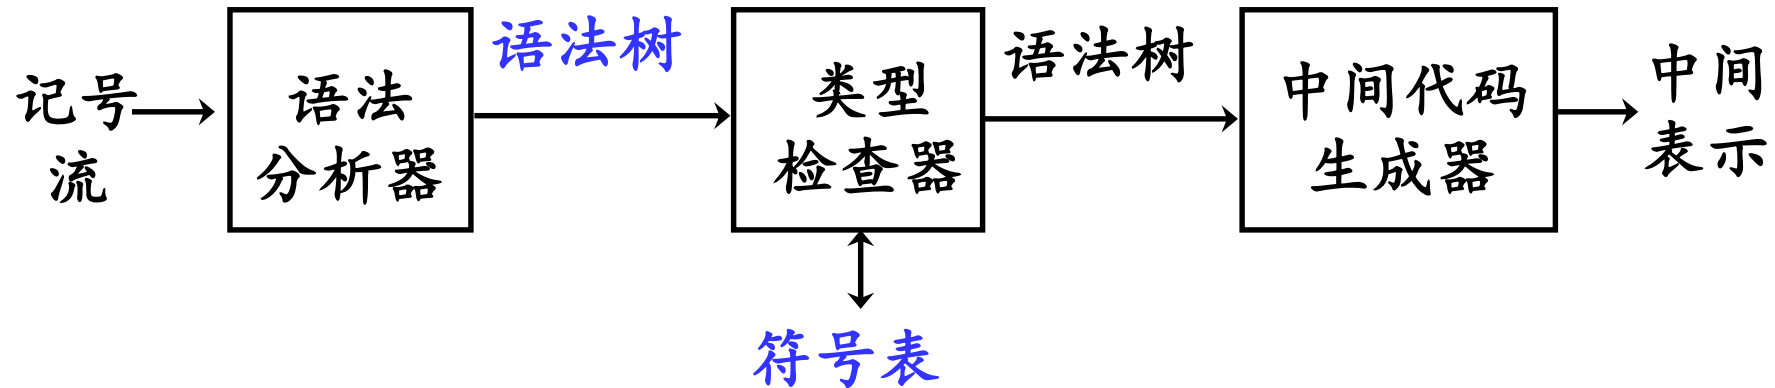 记号
流
语法
分析器
语法树
类型
检查器
语法树
中间代码
生成器
中间
表示
符号表